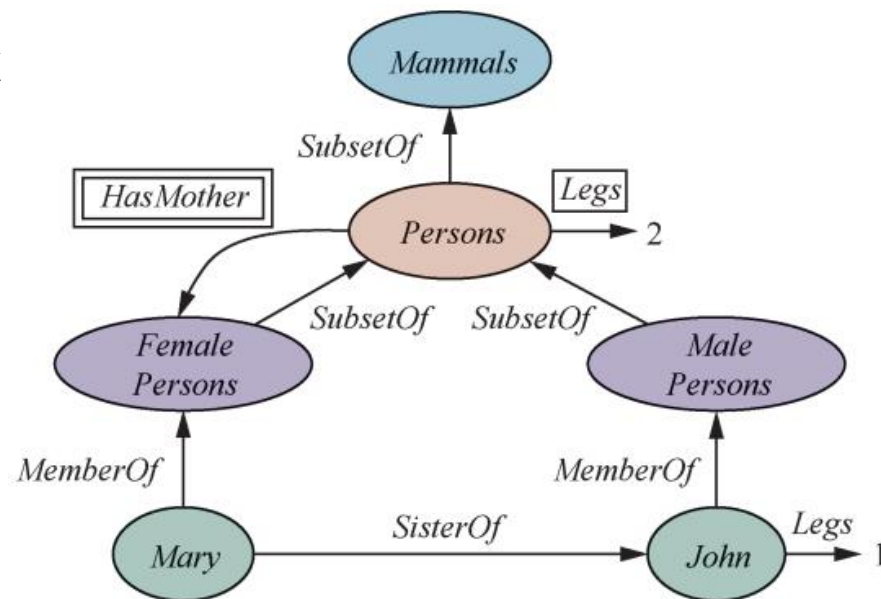 Mammals
SubsetOf
HasMother
Legs
Persons
2
SubsetOf
SubsetOf
Female
Persons
Male
Persons
MemberOf
MemberOf
SisterOf
Legs
Mary
John
1